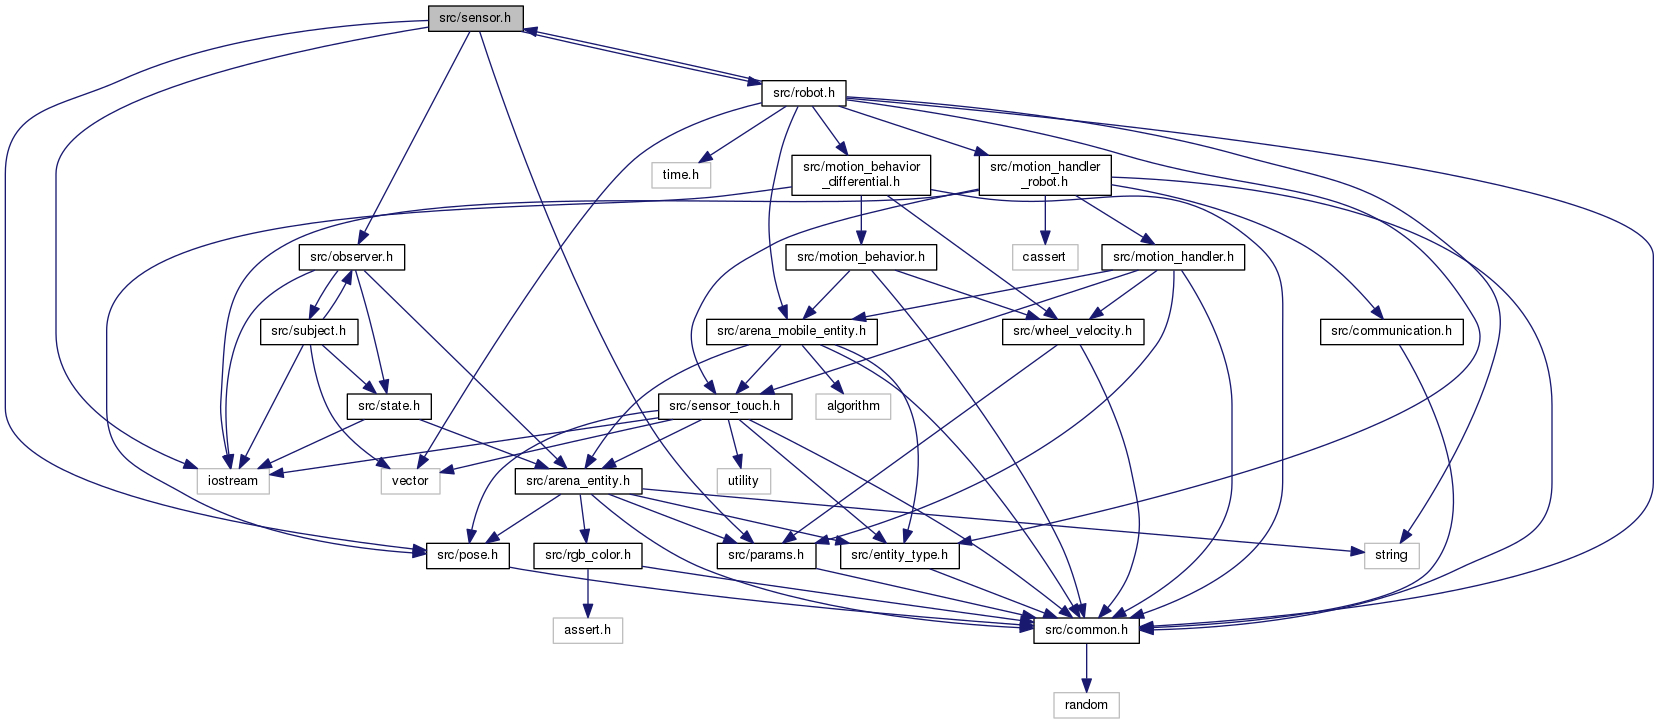 src/sensor.h
src/robot.h
time.h
src/motion_behavior
_differential.h
src/motion_handler
_robot.h
src/observer.h
src/motion_behavior.h
cassert
src/motion_handler.h
src/subject.h
src/arena_mobile_entity.h
src/wheel_velocity.h
src/communication.h
src/state.h
src/sensor_touch.h
algorithm
iostream
vector
src/arena_entity.h
utility
src/pose.h
src/rgb_color.h
src/params.h
src/entity_type.h
string
assert.h
src/common.h
random